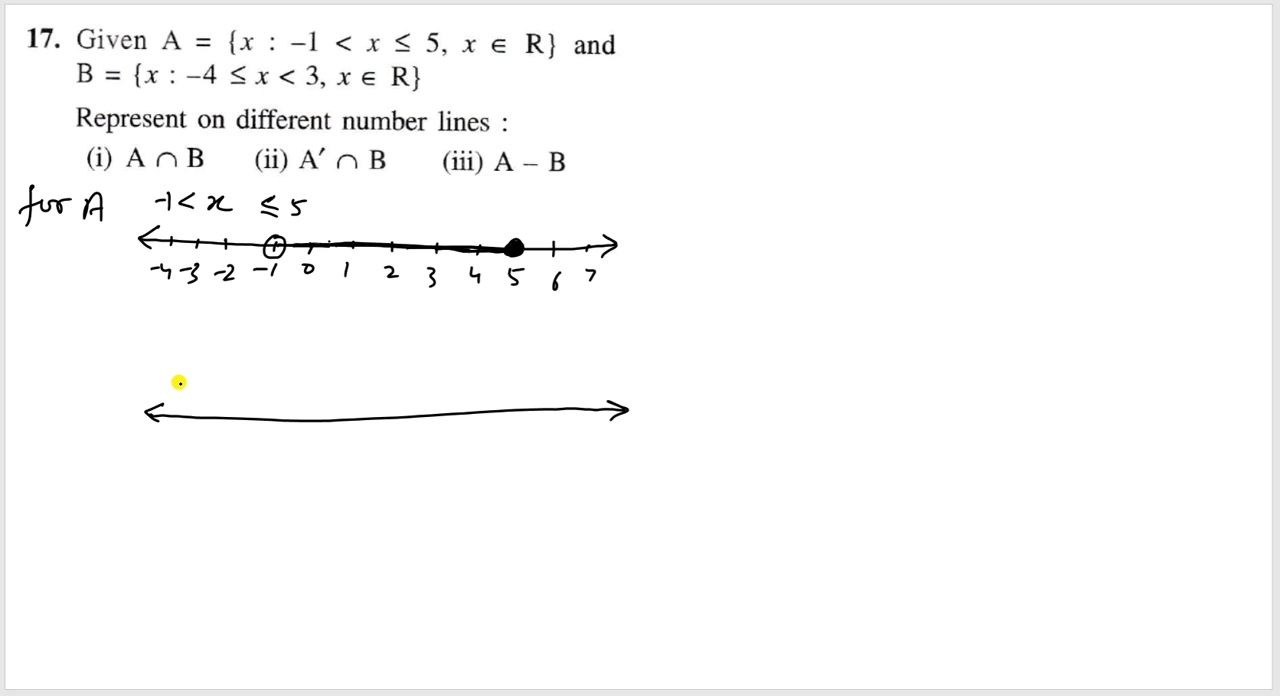 17. Given A = {x : –1 < x ≤ 5, x ∈ R} and
B = {x : –4 ≤ x < 3, x ∈ R}
Represent on different number lines :
(i) A ∩ B (ii) A′ ∩ B (iii) A – B
for A -1 < x ≤ 5
-4 -3 -2 -1 0 1 2 3 4 5 6 7